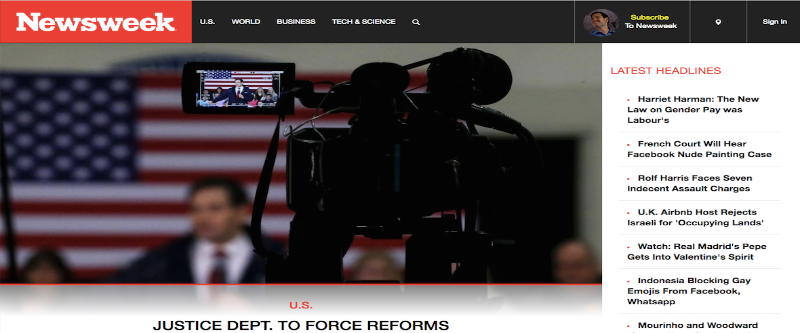 Newsweek
U.S. WORLD BUSINESS TECH & SCIENCE Subscribe To Newsweek Sign In
LATEST HEADLINES
Harriet Harman: The New
Law on Gender Pay was
Labour's
French Court Will Hear
Facebook Nude Painting Case
Rolf Harris Faces Seven
Indecent Assault Charges
U.K. Airbnb Host Rejects
Israeli for 'Occupying Lands'
Watch: Real Madrid's Pepe
Gets Into Valentine's Spirit
Indonesia Blocking Gay
Emojis From Facebook,
Whatsapp
Mourinho and Woodward
U.S.
JUSTICE DEPT. TO FORCE REFORMS